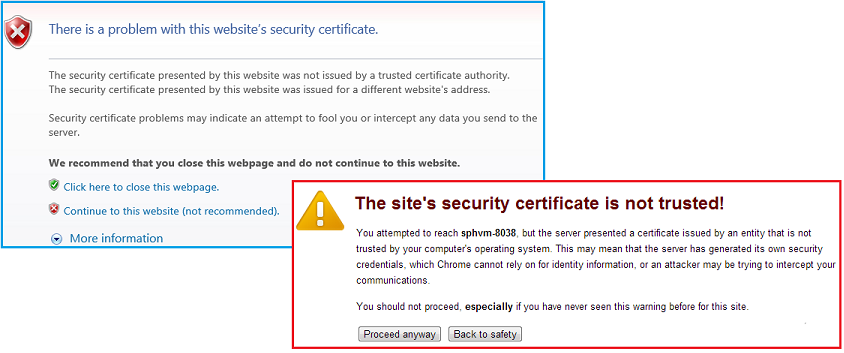 There is a problem with this website's security certificate.
The security certificate presented by this website was not issued by a trusted certificate authority.
The security certificate presented by this website was issued for a different website's address.
Security certificate problems may indicate an attempt to fool you or intercept any data you send to the
server.
We recommend that you close this webpage and do not continue to this website.
Click here to close this webpage.
Continue to this website (not recommended).
More information
The site's security certificate is not trusted!
You attempted to reach sphvm-8038, but the server presented a certificate issued by an entity that is not
trusted by your computer's operating system. This may mean that the server has generated its own security
credentials, which Chrome cannot rely on for identity information, or an attacker may be trying to intercept your
communications.
You should not proceed, especially if you have never seen this warning before for this site.
Proceed anyway Back to safety